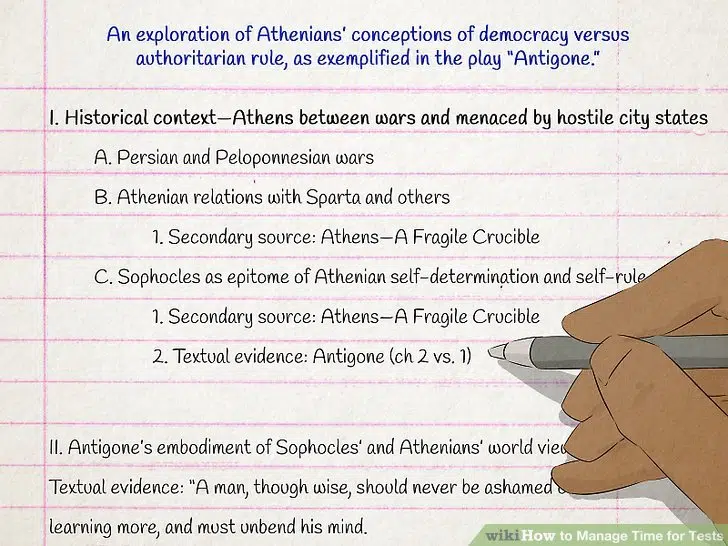 An exploration of Athenians' conceptions of democracy versus
authoritarian rule, as exemplified in the play "Antigone."
I. Historical context—Athens between wars and menaced by hostile city states
A. Persian and Peloponnesian wars
B. Athenian relations with Sparta and others
1. Secondary source: Athens—A Fragile Crucible
C. Sophocles as epitome of Athenian self-determination and self-rule
1. Secondary source: Athens—A Fragile Crucible
2. Textual evidence: Antigone (ch 2 vs. 1)
II. Antigone's embodiment of Sophocles' and Athenians' world
Textual evidence: "A man, though wise, should never be ashamed
learning more, and must unbend his mind.
wikiHow to Manage Time for Tests